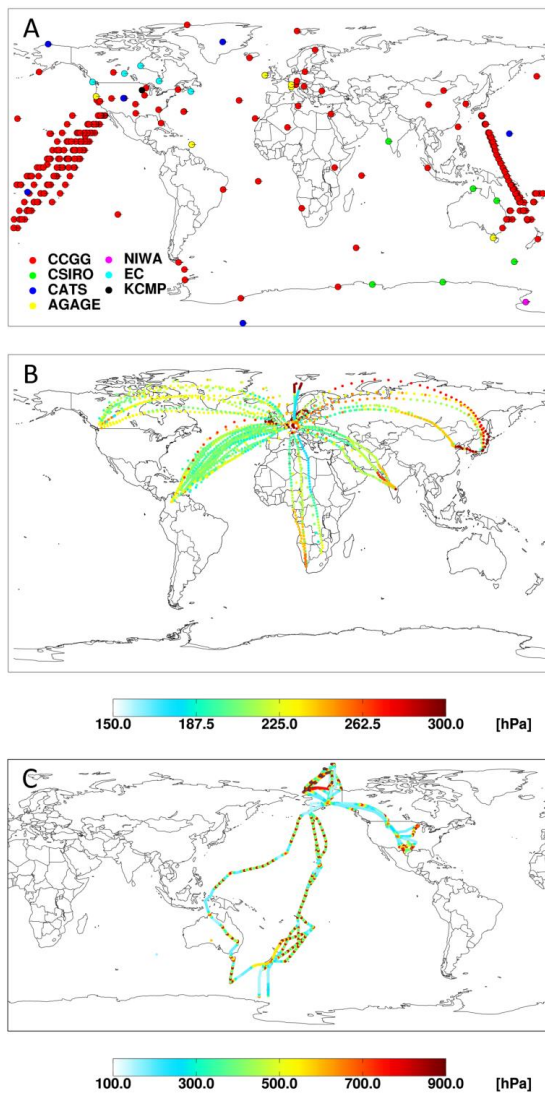 A
CCGG NIWA
CSIRO EC
CATS KCMP
AGAGE
B
150.0 187.5 225.0 262.5 300.0 [hPa]
C
100.0 300.0 500.0 700.0 900.0 [hPa]